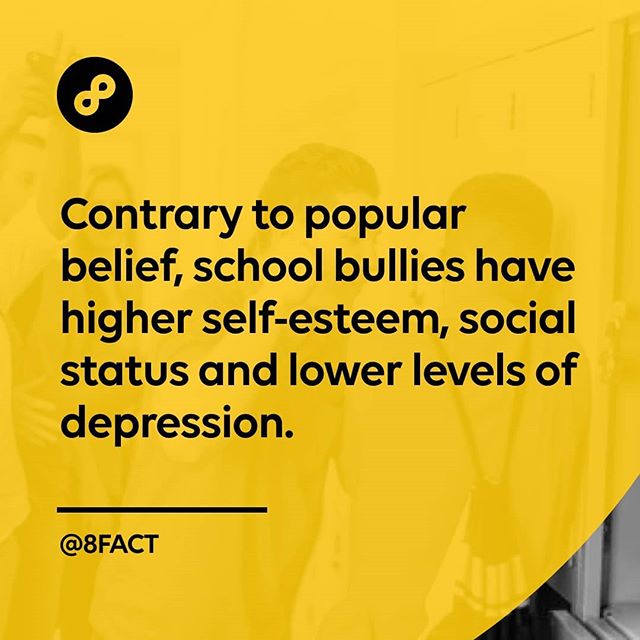 Contrary to popular
belief, school bullies have
higher self-esteem, social
status and lower levels of
depression.
@8FACT